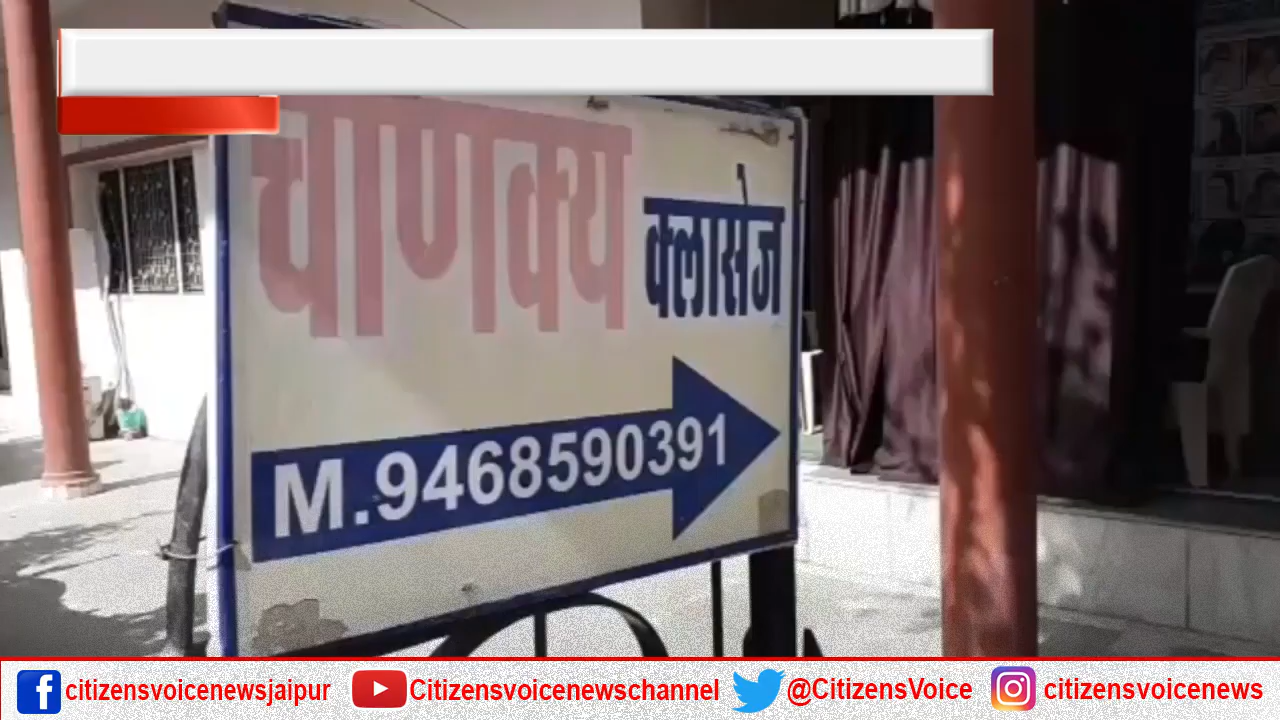 चाणक्य
क्लासेज
M.9468590391
citizensvoicenewsjaipur
Citizensvoicenewschannel
@CitizensVoice
citizensvoicenews